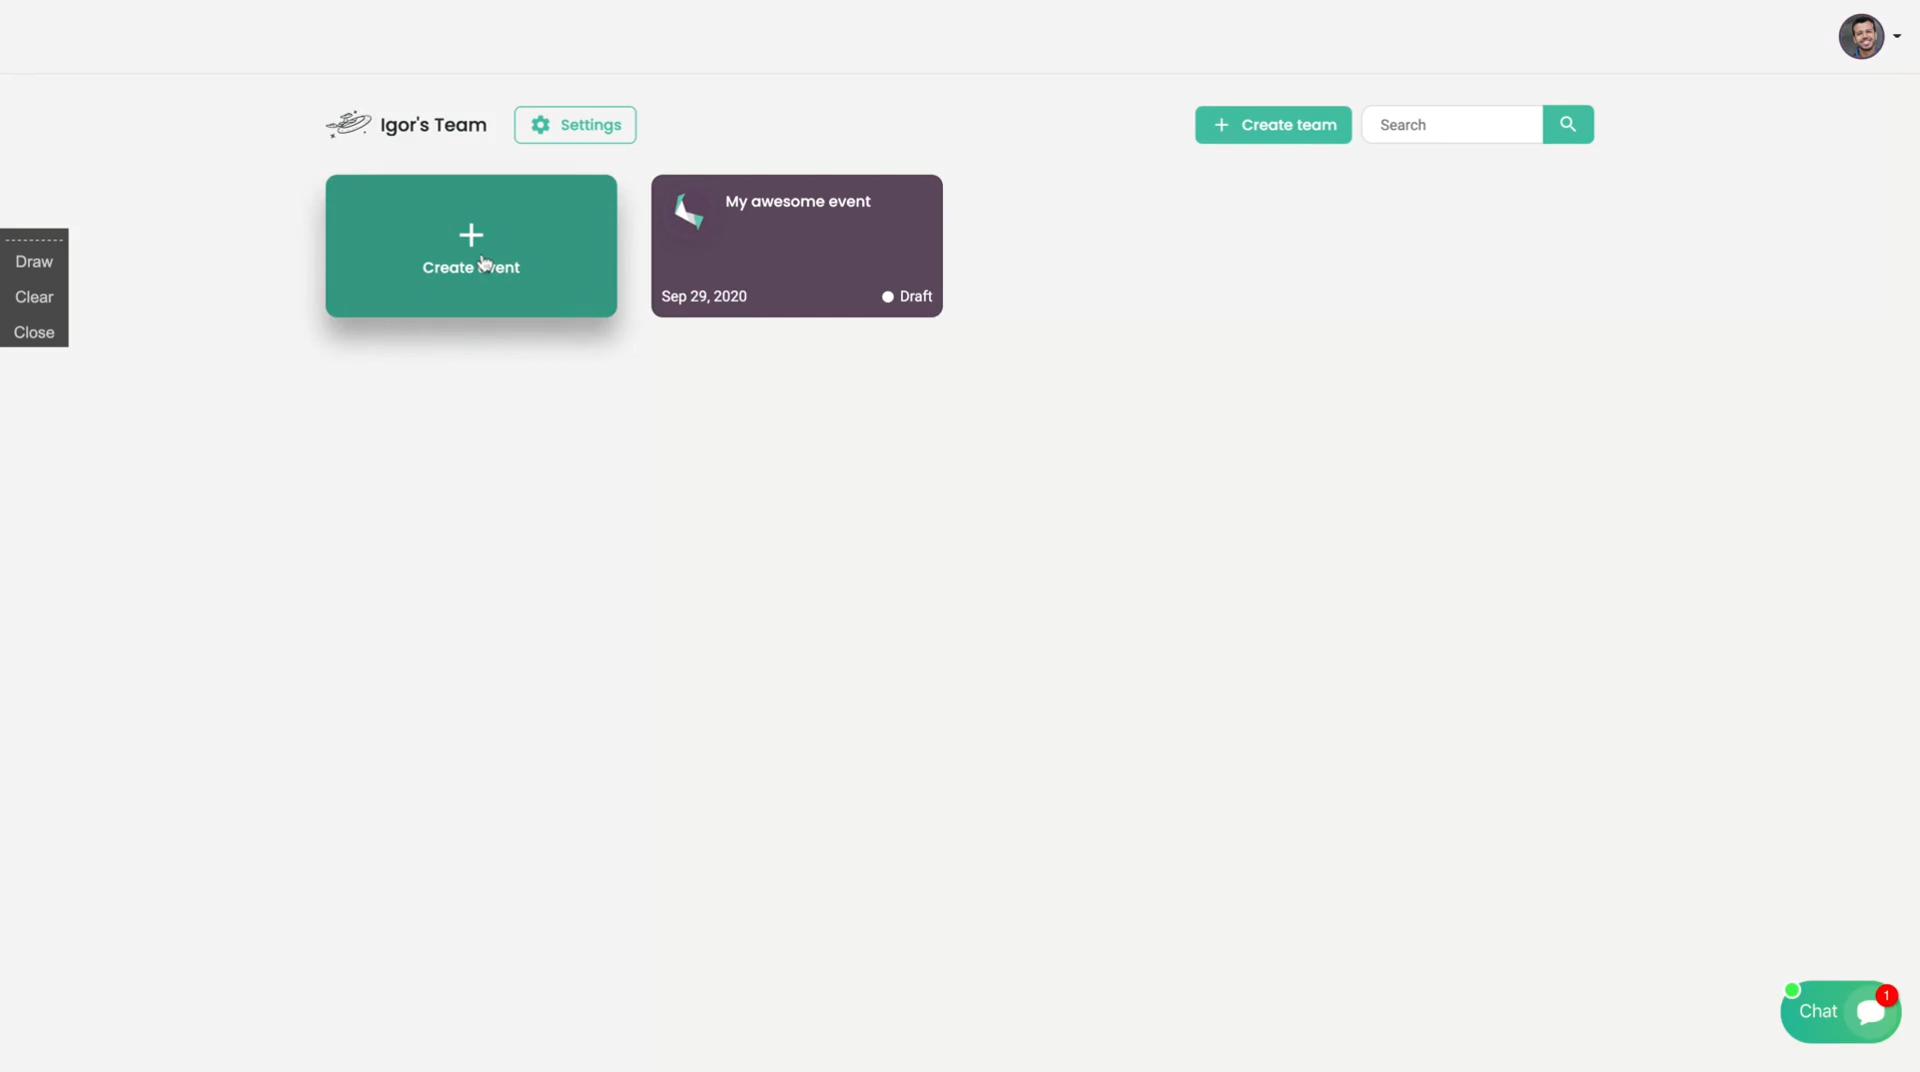 Igor's Team
Settings
Create team
Search
Create event
My awesome event
Sep 29, 2020
Draft
Draw
Clear
Close
Chat
1